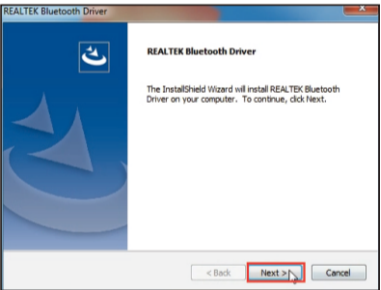 REALTEK Bluetooth Driver
REALTEK Bluetooth Driver
The InstallShield Wizard will install REALTEK Bluetooth
Driver on your computer. To continue, click Next.
< Back Next > Cancel